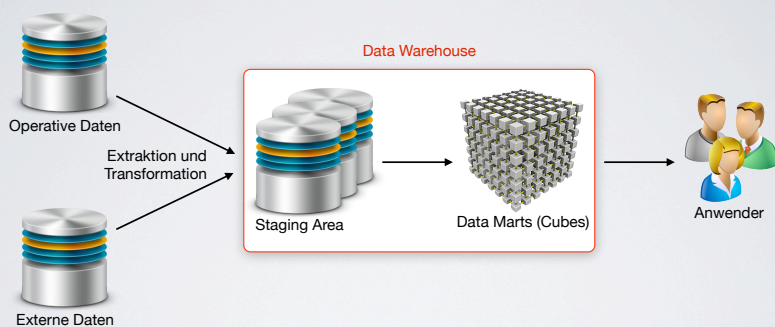 Data Warehouse
Operative Daten
Extraktion und
Transformation
Staging Area
Data Marts (Cubes)
Anwender
Externe Daten